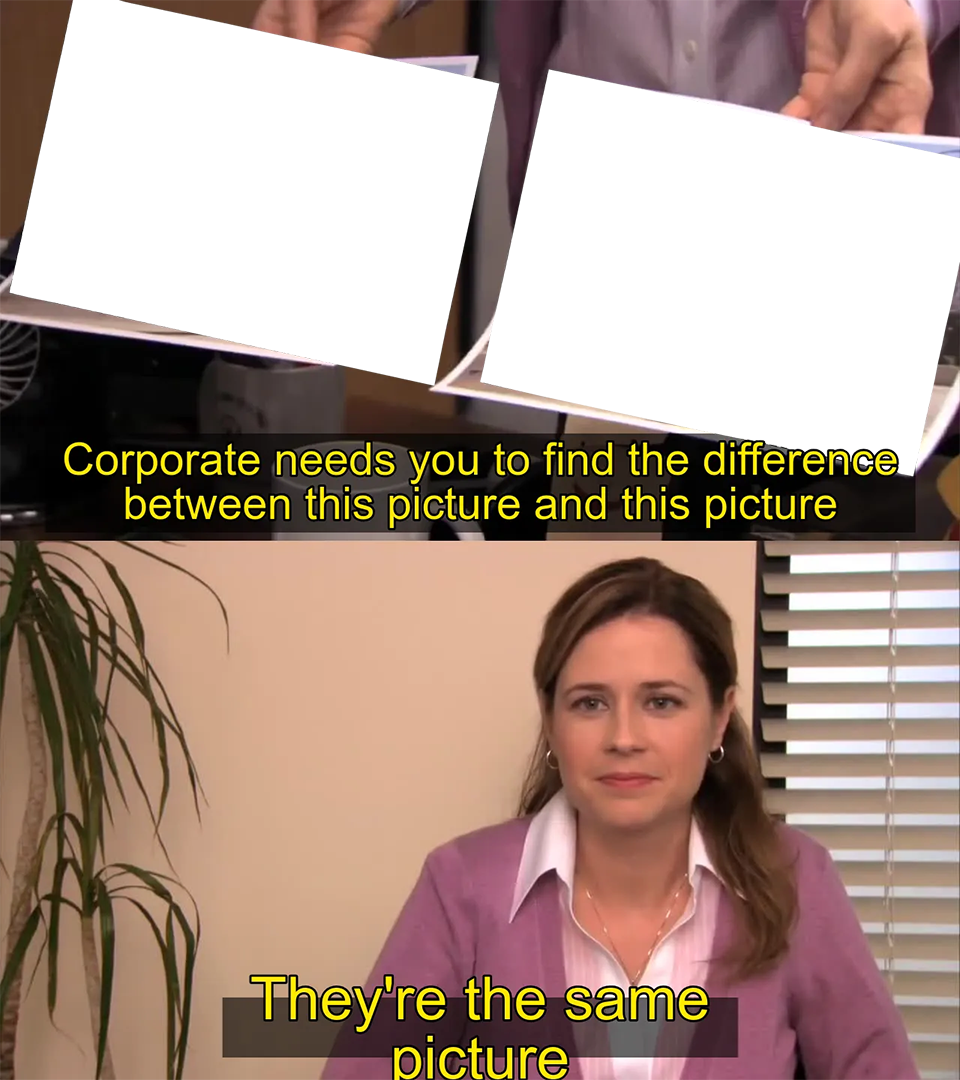 Corporate needs you to find the difference
between this picture and this picture
They're the same
picture